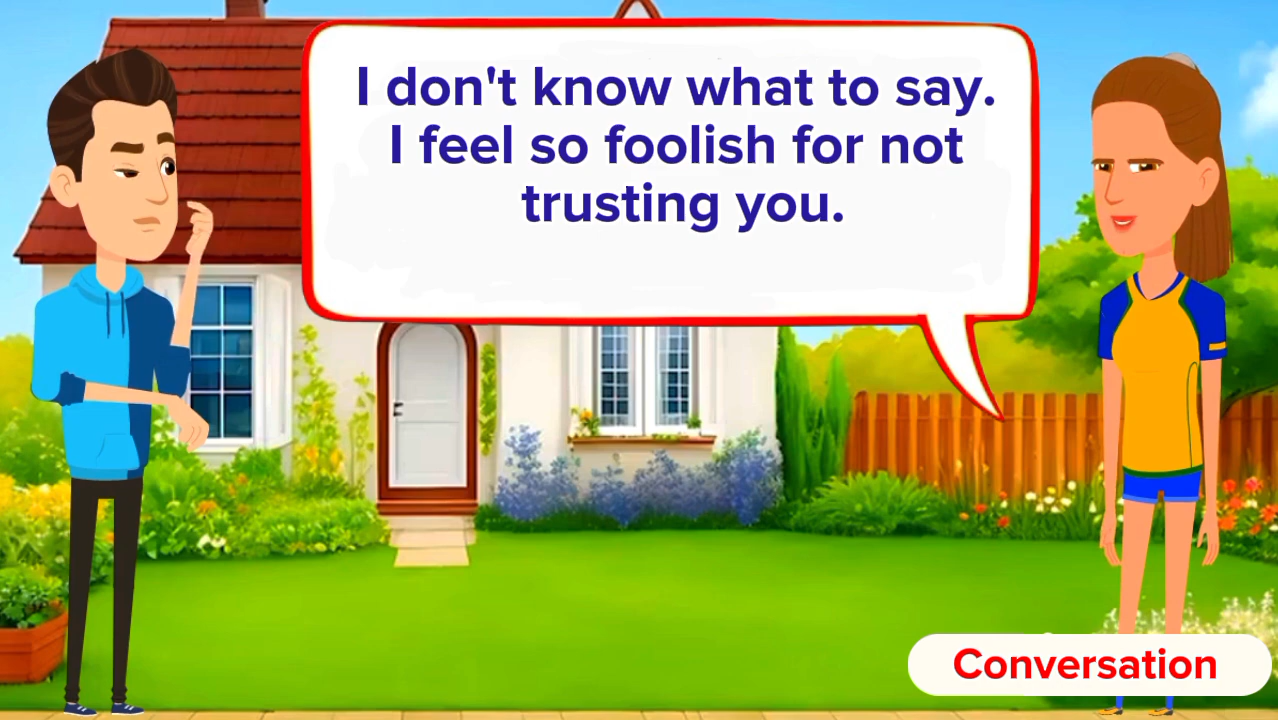 I don't know what to say.
I feel so foolish for not
trusting you.
Conversation